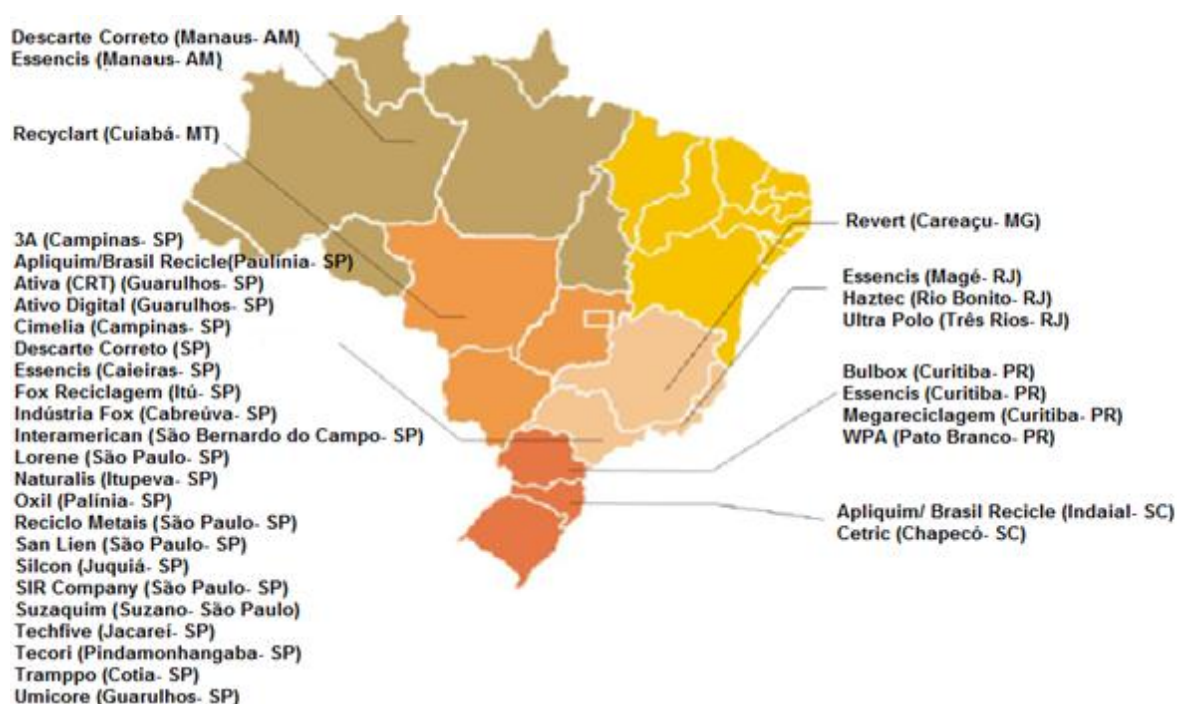 Descarte Correto (Manaus- AM)
Essencis (Manaus- AM)
Recyclart (Cuiabá- MT)
3A (Campinas- SP)
Apliquim/Brasil Recicle(Paulínia- SP)
Ativa (CRT) (Guarulhos- SP)
Ativo Digital (Guarulhos- SP)
Cimelia (Campinas- SP)
Descarte Correto (SP)
Essencis (Caieiras- SP)
Fox Reciclagem (Itú- SP)
Indústria Fox (Cabreúva- SP)
Interamerican (São Bernardo do Campo- SP)
Lorene (São Paulo- SP)
Naturalis (Itupeva- SP)
Oxil (Palínia- SP)
Reciclo Metais (São Paulo- SP)
San Lien (São Paulo- SP)
Silcon (Juquiá- SP)
SIR Company (São Paulo- SP)
Suzaquim (Suzano- São Paulo)
Techfive (Jacareí- SP)
Tecori (Pindamonhangaba- SP)
Tramppo (Cotia- SP)
Umicore (Guarulhos- SP)
Revert (Careaçu- MG)
Essencis (Magé- RJ)
Haztec (Rio Bonito- RJ)
Ultra Polo (Três Rios- RJ)
Bulbox (Curitiba- PR)
Essencis (Curitiba- PR)
Megareciclagem (Curitiba- PR)
WPA (Pato Branco- PR)
Apliquim/ Brasil Recicle (Indaial- SC)
Cetric (Chapecó- SC)